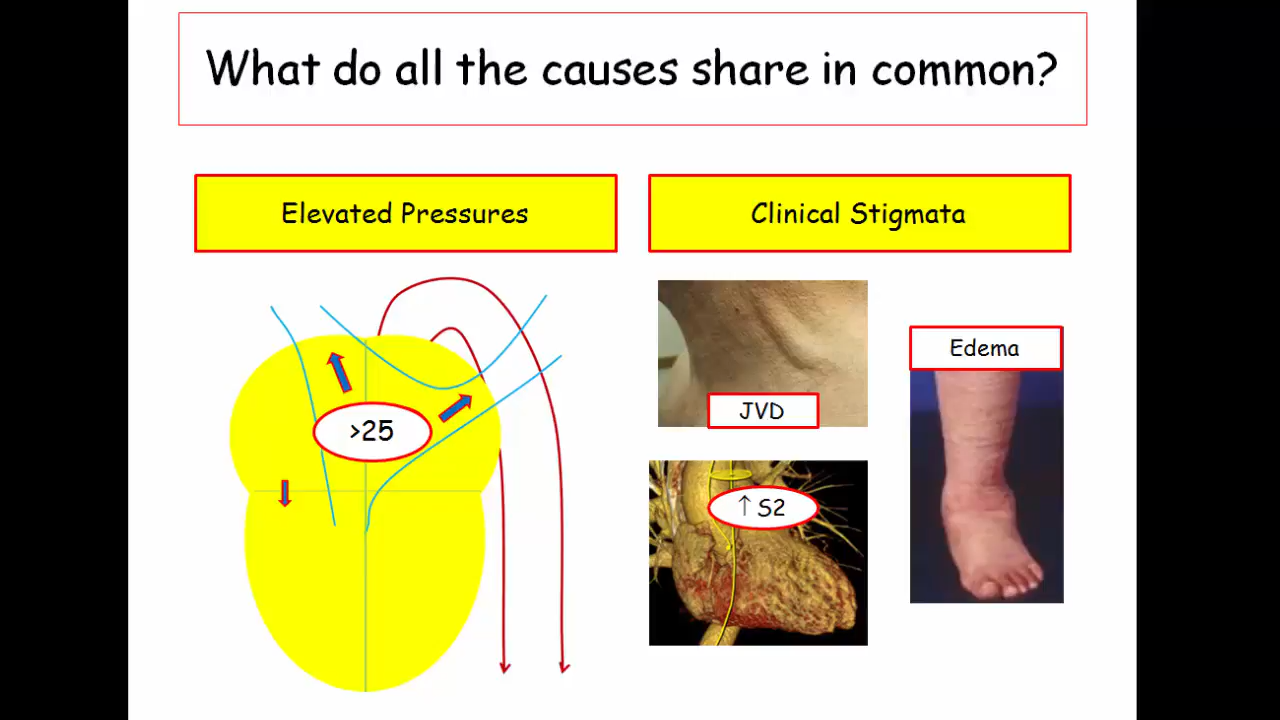 What do all the causes share in common?
Elevated Pressures
Clinical Stigmata
>25
JVD
↑ S2
Edema